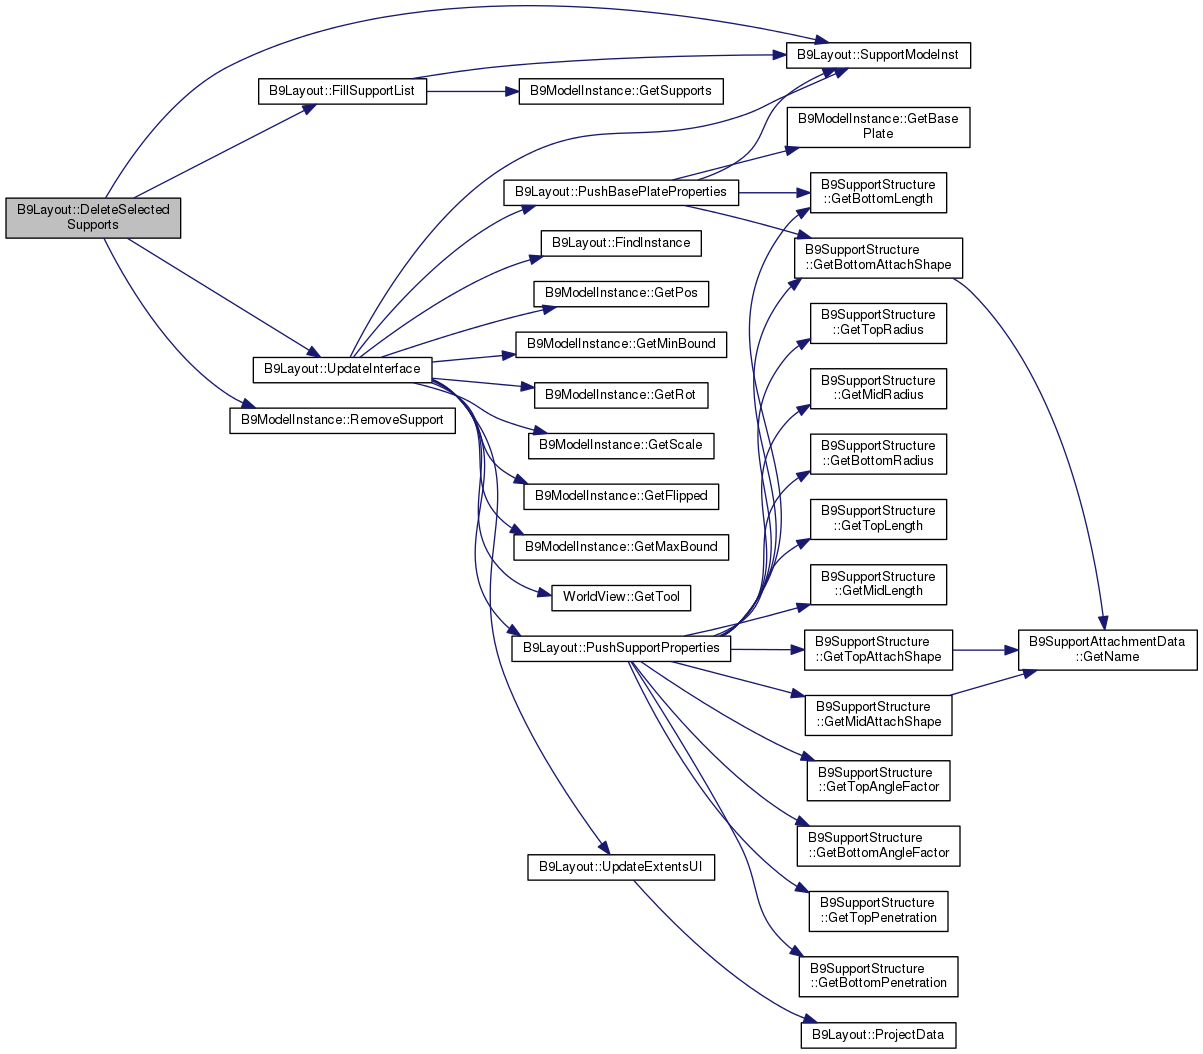 B9Layout::DeleteSelected
Supports
B9Layout::FillSupportList
B9Layout::UpdateInterface
B9ModelInstance::RemoveSupport
B9ModelInstance::GetSupports
B9Layout::PushBasePlateProperties
B9Layout::FindInstance
B9ModelInstance::GetPos
B9ModelInstance::GetMinBound
B9ModelInstance::GetRot
B9ModelInstance::GetScale
B9ModelInstance::GetFlipped
B9ModelInstance::GetMaxBound
WorldView::GetTool
B9Layout::PushSupportProperties
B9Layout::UpdateExtentsUI
B9Layout::SupportModeInst
B9ModelInstance::GetBase
Plate
B9SupportStructure
::GetBottomLength
B9SupportStructure
::GetBottomAttachShape
B9SupportStructure
::GetTopRadius
B9SupportStructure
::GetMidRadius
B9SupportStructure
::GetBottomRadius
B9SupportStructure
::GetTopLength
B9SupportStructure
::GetMidLength
B9SupportStructure
::GetTopAttachShape
B9SupportStructure
::GetMidAttachShape
B9SupportStructure
::GetTopAngleFactor
B9SupportStructure
::GetBottomAngleFactor
B9SupportStructure
::GetTopPenetration
B9SupportStructure
::GetBottomPenetration
B9Layout::ProjectData
B9SupportAttachmentData
::GetName